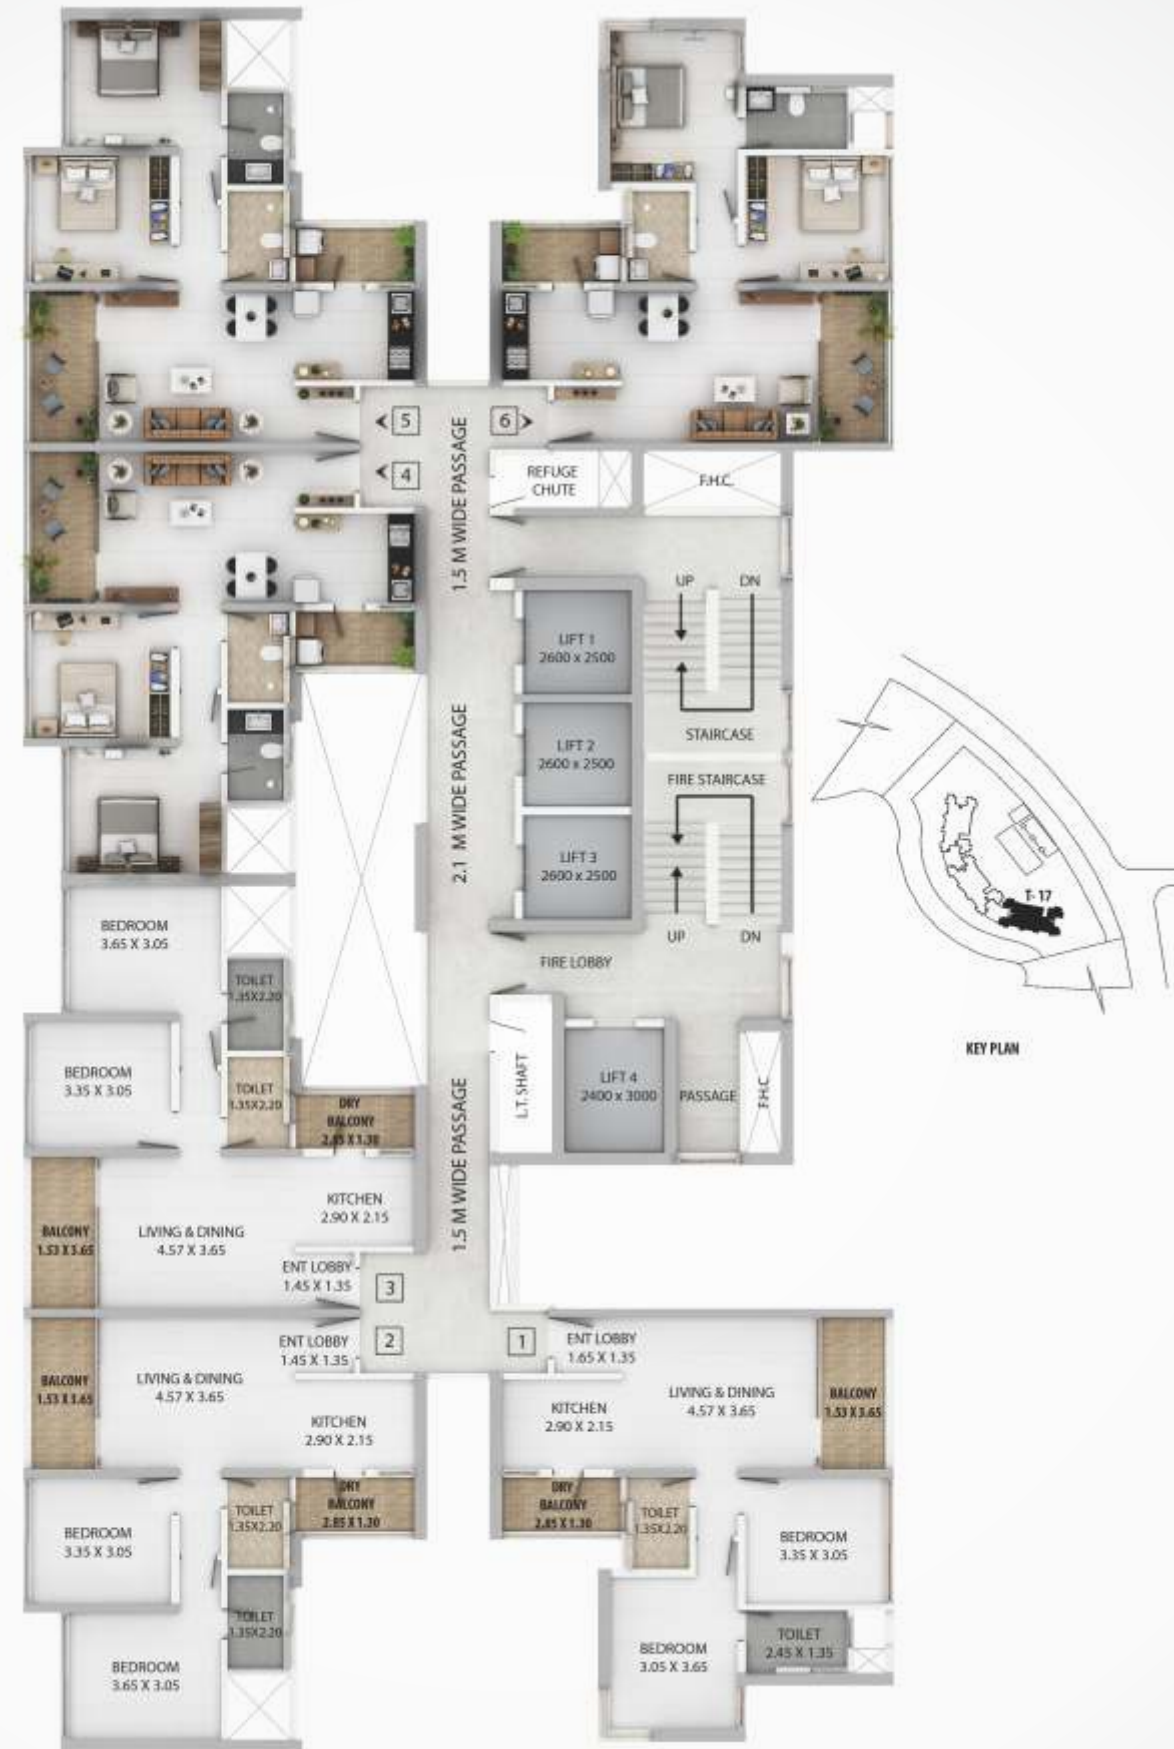 5
6
4
1.5 M WIDE PASSAGE
REFUGE
CHUTE
F.H.C.
UP
DN
LIFT 1
2600 x 2500
STAIRCASE
2.1 M WIDE PASSAGE
LIFT 2
2600 x 2500
FIRE STAIRCASE
LIFT 3
2600 x 2500
UP
DN
T-17
KEY PLAN
FIRE LOBBY
BEDROOM
3.65 X 3.05
TOILET
1.35X2.20
BEDROOM
3.35 X 3.05
TOILET
1.35X2.20
DRY
BALCONY
2.85 X 1.30
L.T. SHAFT
LIFT 4
2400 x 3000
PASSAGE
F.H.C
1.5 M WIDE PASSAGE
KITCHEN
2.90 X 2.15
BALCONY
1.53 X 3.65
LIVING & DINING
4.57 X 3.65
ENT LOBBY
1.45 X 1.35
3
ENT LOBBY
1.45 X 1.35
2
1
ENT LOBBY
1.65 X 1.35
BALCONY
1.53 X 3.65
LIVING & DINING
4.57 X 3.65
KITCHEN
2.90 X 2.15
KITCHEN
2.90 X 2.15
LIVING & DINING
4.57 X 3.65
BALCONY
1.53 X 3.65
BEDROOM
3.35 X 3.05
TOILET
1.35X2.20
DRY
BALCONY
2.85 X 1.30
DRY
BALCONY
2.85 X 1.30
TOILET
1.35X2.20
BEDROOM
3.35 X 3.05
TOILET
1.35X2.20
BEDROOM
3.65 X 3.05
BEDROOM
3.05 X 3.65
TOILET
2.45 X 1.35